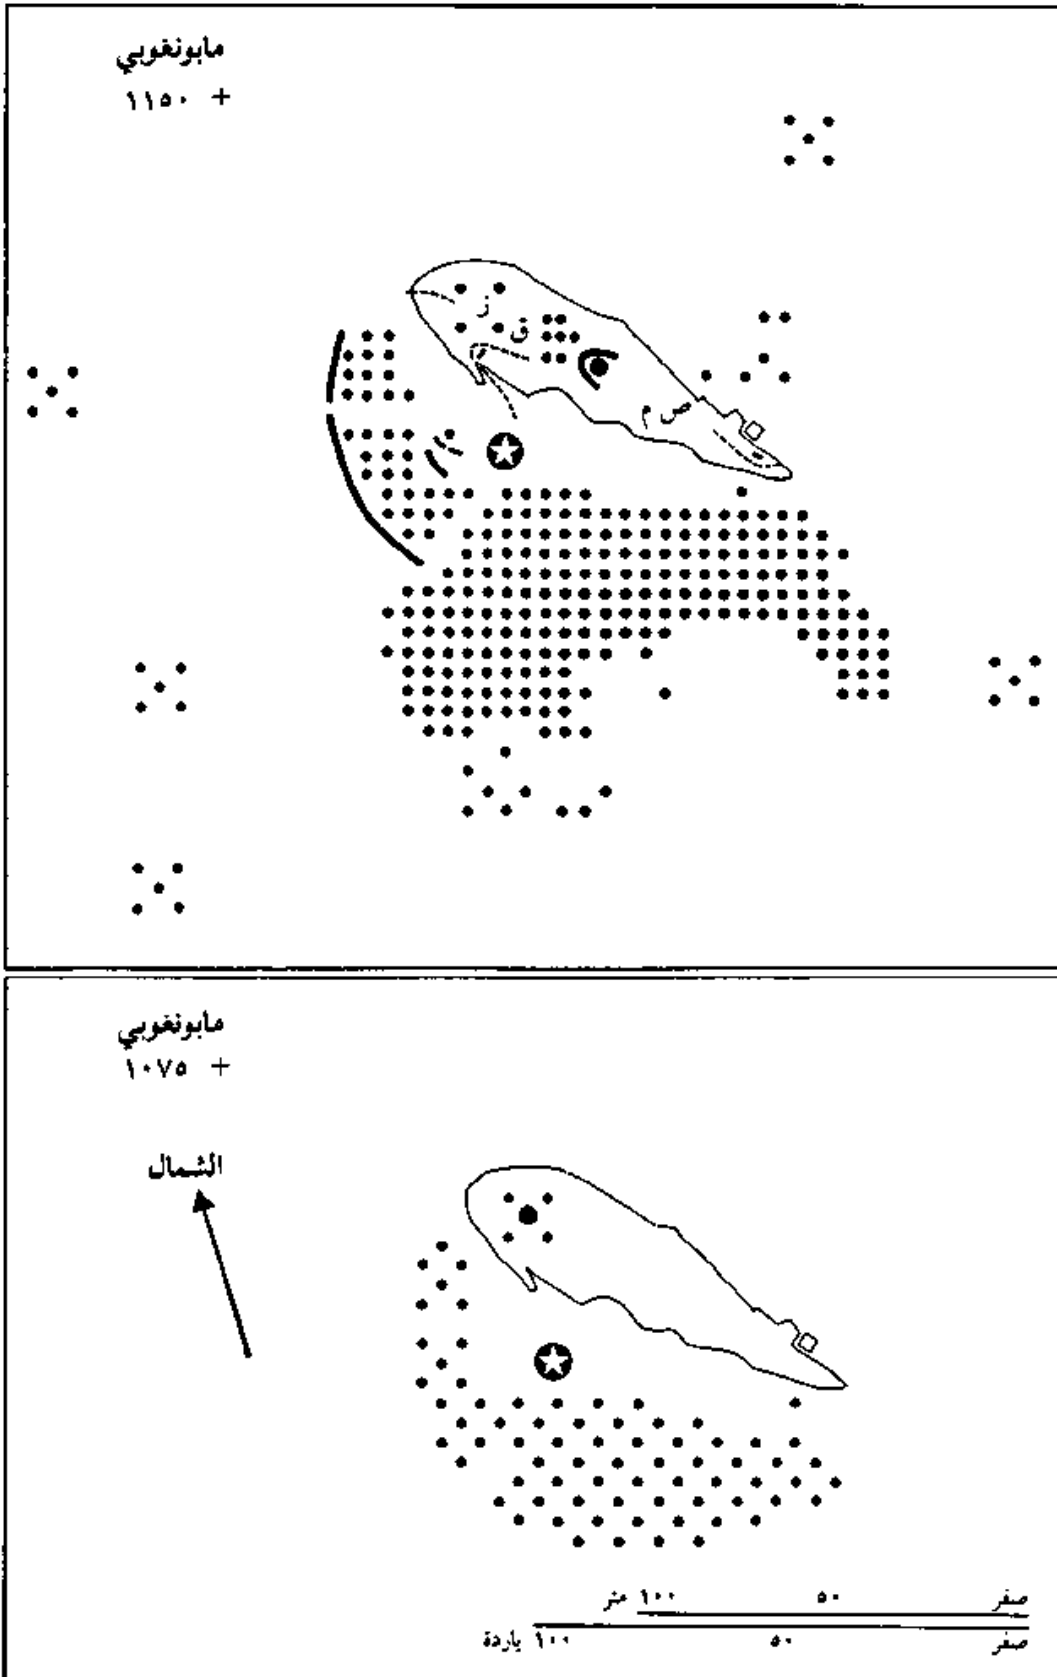 مابونغوبي
+ ١١٥٠
ز
ق
ص م
مابونغوبي
+ ١٠٧٥
الشمال
صفر ٥٠ ١٠٠ متر
صفر ٥٠ ١٠٠ ياردة